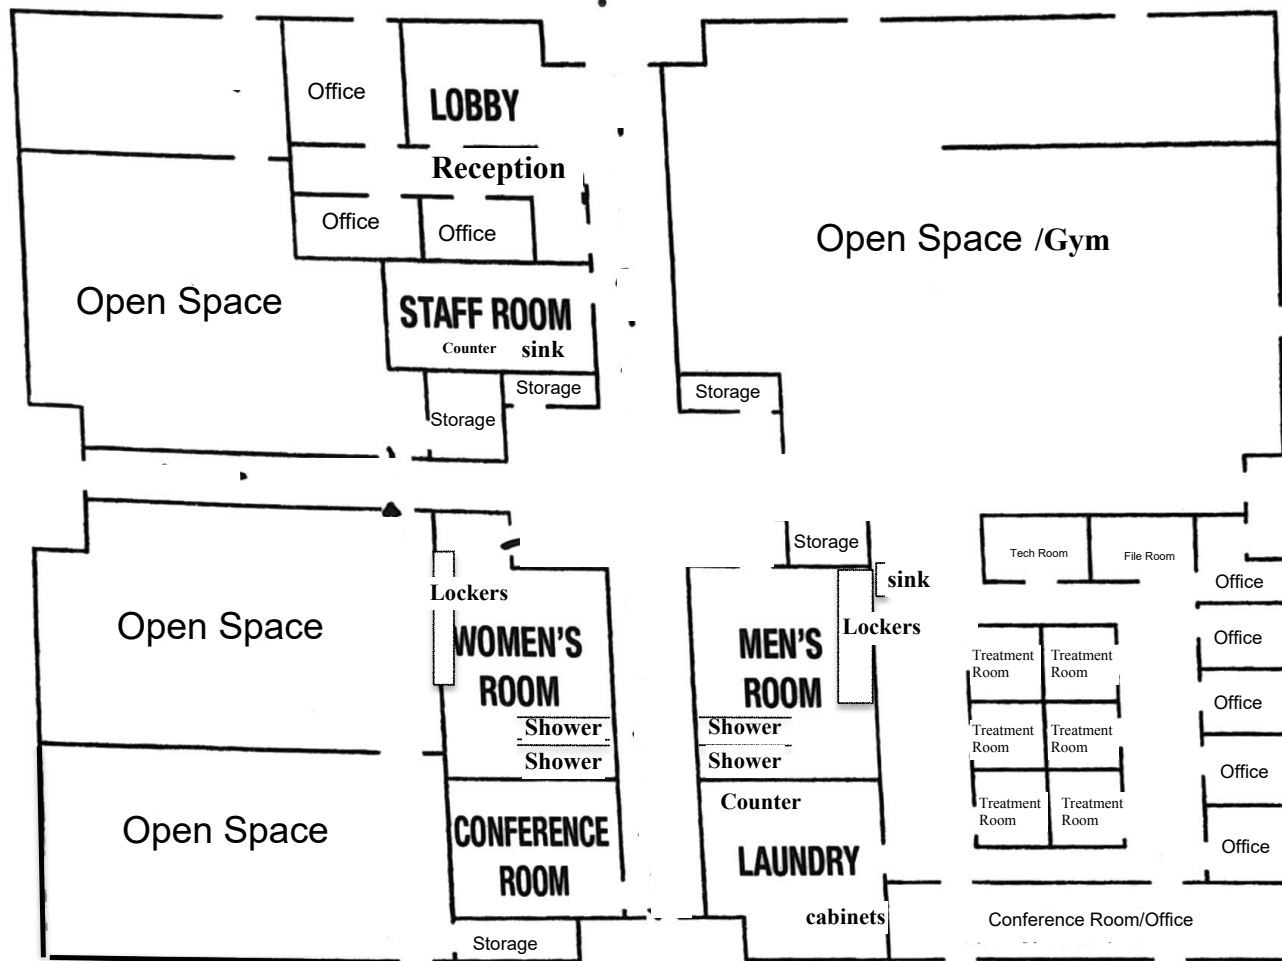 Office
LOBBY
Reception
Office
Office
Open Space /Gym
Open Space
STAFF ROOM
Counter sink
Storage
Storage
Storage
Storage
Tech Room
File Room
sink
Office
Lockers
Lockers
Open Space
WOMEN'S
ROOM
MEN'S
ROOM
Treatment
Room
Treatment
Room
Office
Office
Shower
Shower
Shower
Shower
Treatment
Room
Treatment
Room
Office
Counter
Treatment
Room
Treatment
Room
Open Space
CONFERENCE
ROOM
LAUNDRY
Office
cabinets
Conference Room/Office
Storage